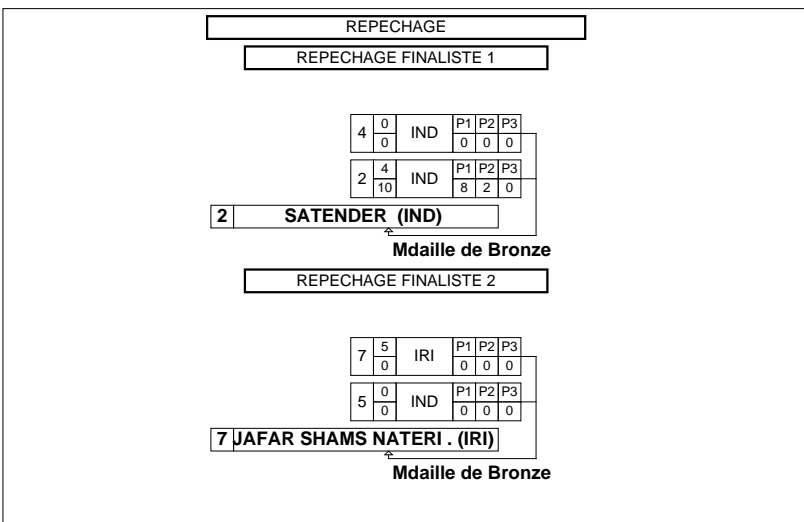 REPECHAGE
REPECHAGE FINALISTE 1
4 0 IND P1 P2 P3
0 0 0 0
2 4 IND P1 P2 P3
10 8 2 0
2 SATENDER (IND)
Mdaille de Bronze
REPECHAGE FINALISTE 2
7 5 IRI P1 P2 P3
0 0 0 0
5 0 IND P1 P2 P3
0 0 0 0
7 JAFAR SHAMS NATERI . (IRI)
Mdaille de Bronze